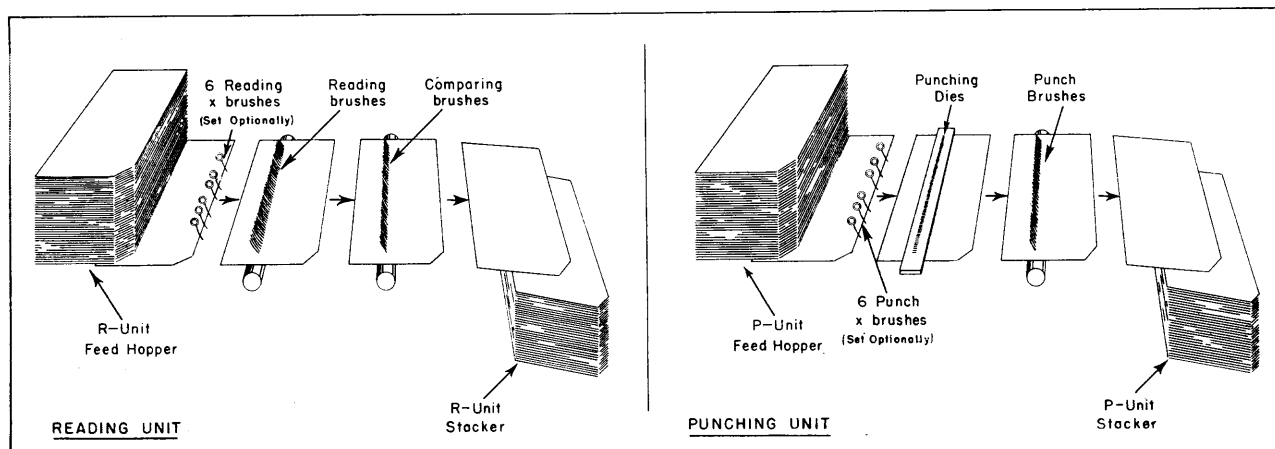 6 Reading
x brushes
(Set Optionally)
Reading
brushes
Comparing
brushes
R-Unit
Feed Hopper
R-Unit
Stacker
READING UNIT
Punching
Dies
Punch
Brushes
P-Unit
Feed Hopper
6 Punch
x brushes
(Set Optionally)
P-Unit
Stacker
PUNCHING UNIT